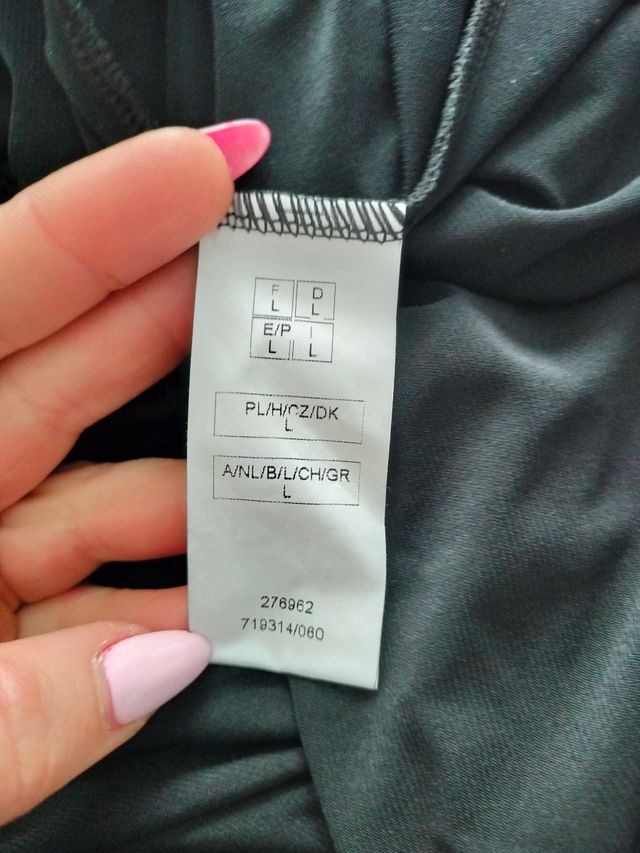 F D
L L
E/P I
L L
PL/H/CZ/DK
L
A/NL/B/L/CH/GR
L
276962
719314/060